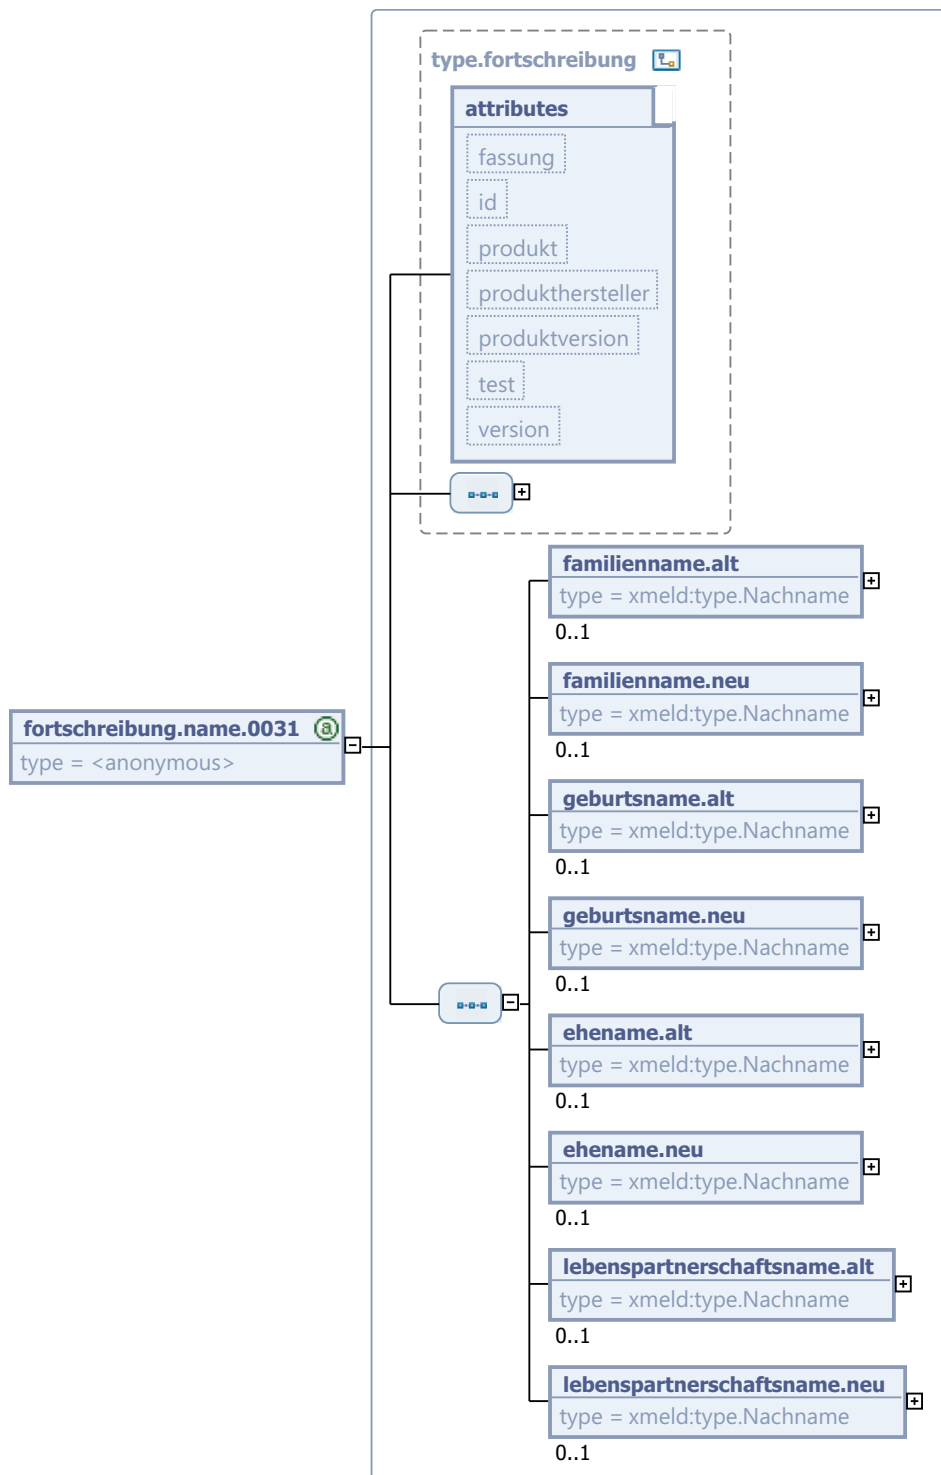 type.fortschreibung
attributes
fassung
id
produkt
produkthersteller
produktversion
test
version
familienname.alt
type = xmeld:type.Nachname
0..1
familienname.neu
type = xmeld:type.Nachname
0..1
fortschreibung.name.0031 @
type = <anonymous>
geburtsname.alt
type = xmeld:type.Nachname
0..1
geburtsname.neu
type = xmeld:type.Nachname
0..1
ehename.alt
type = xmeld:type.Nachname
0..1
ehename.neu
type = xmeld:type.Nachname
0..1
lebenspartnerschaftsname.alt
type = xmeld:type.Nachname
0..1
lebenspartnerschaftsname.neu
type = xmeld:type.Nachname
0..1